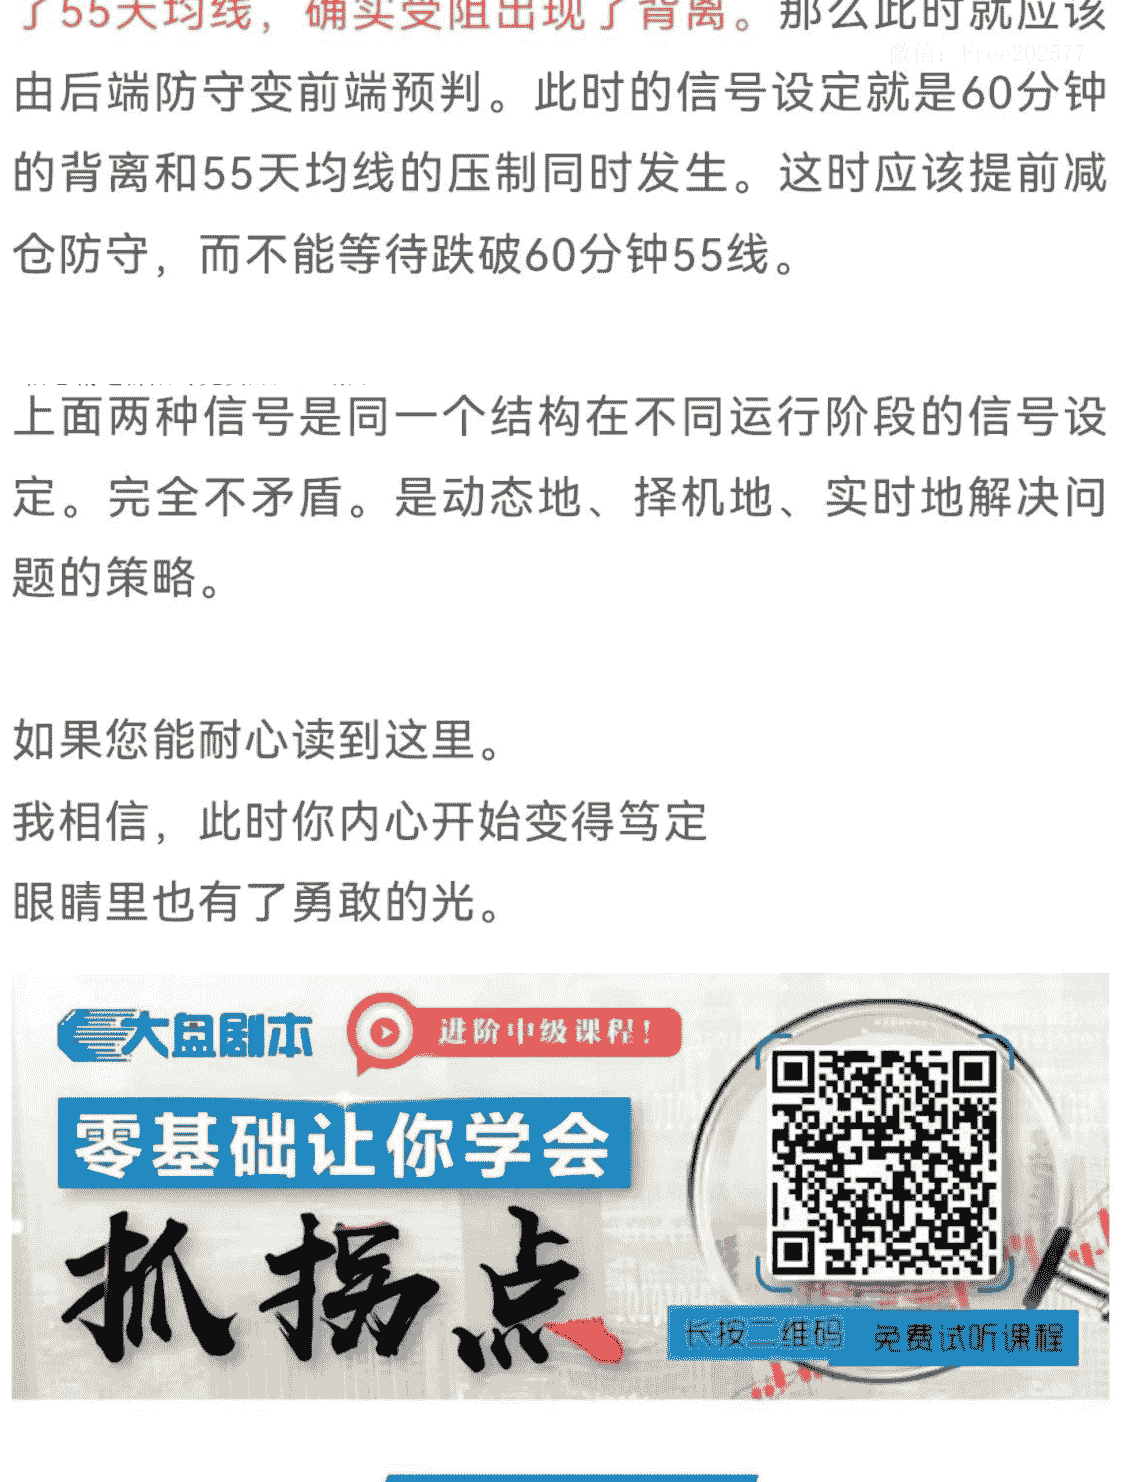 了55天均线，确实受阻出现了背离。那么此时就应该
微信：Free202577
由后端防守变前端预判。此时的信号设定就是60分钟
的背离和55天均线的压制同时发生。这时应该提前减
仓防守，而不能等待跌破60分钟55线。
上面两种信号是同一个结构在不同运行阶段的信号设
定。完全不矛盾。是动态地、择机地、实时地解决问
题的策略。
如果您能耐心读到这里。
我相信，此时你内心开始变得笃定
眼睛里也有了勇敢的光。
大盘剧本
进阶中级课程！
零基础让你学会
抓拐点
长按二维码
免费试听课程